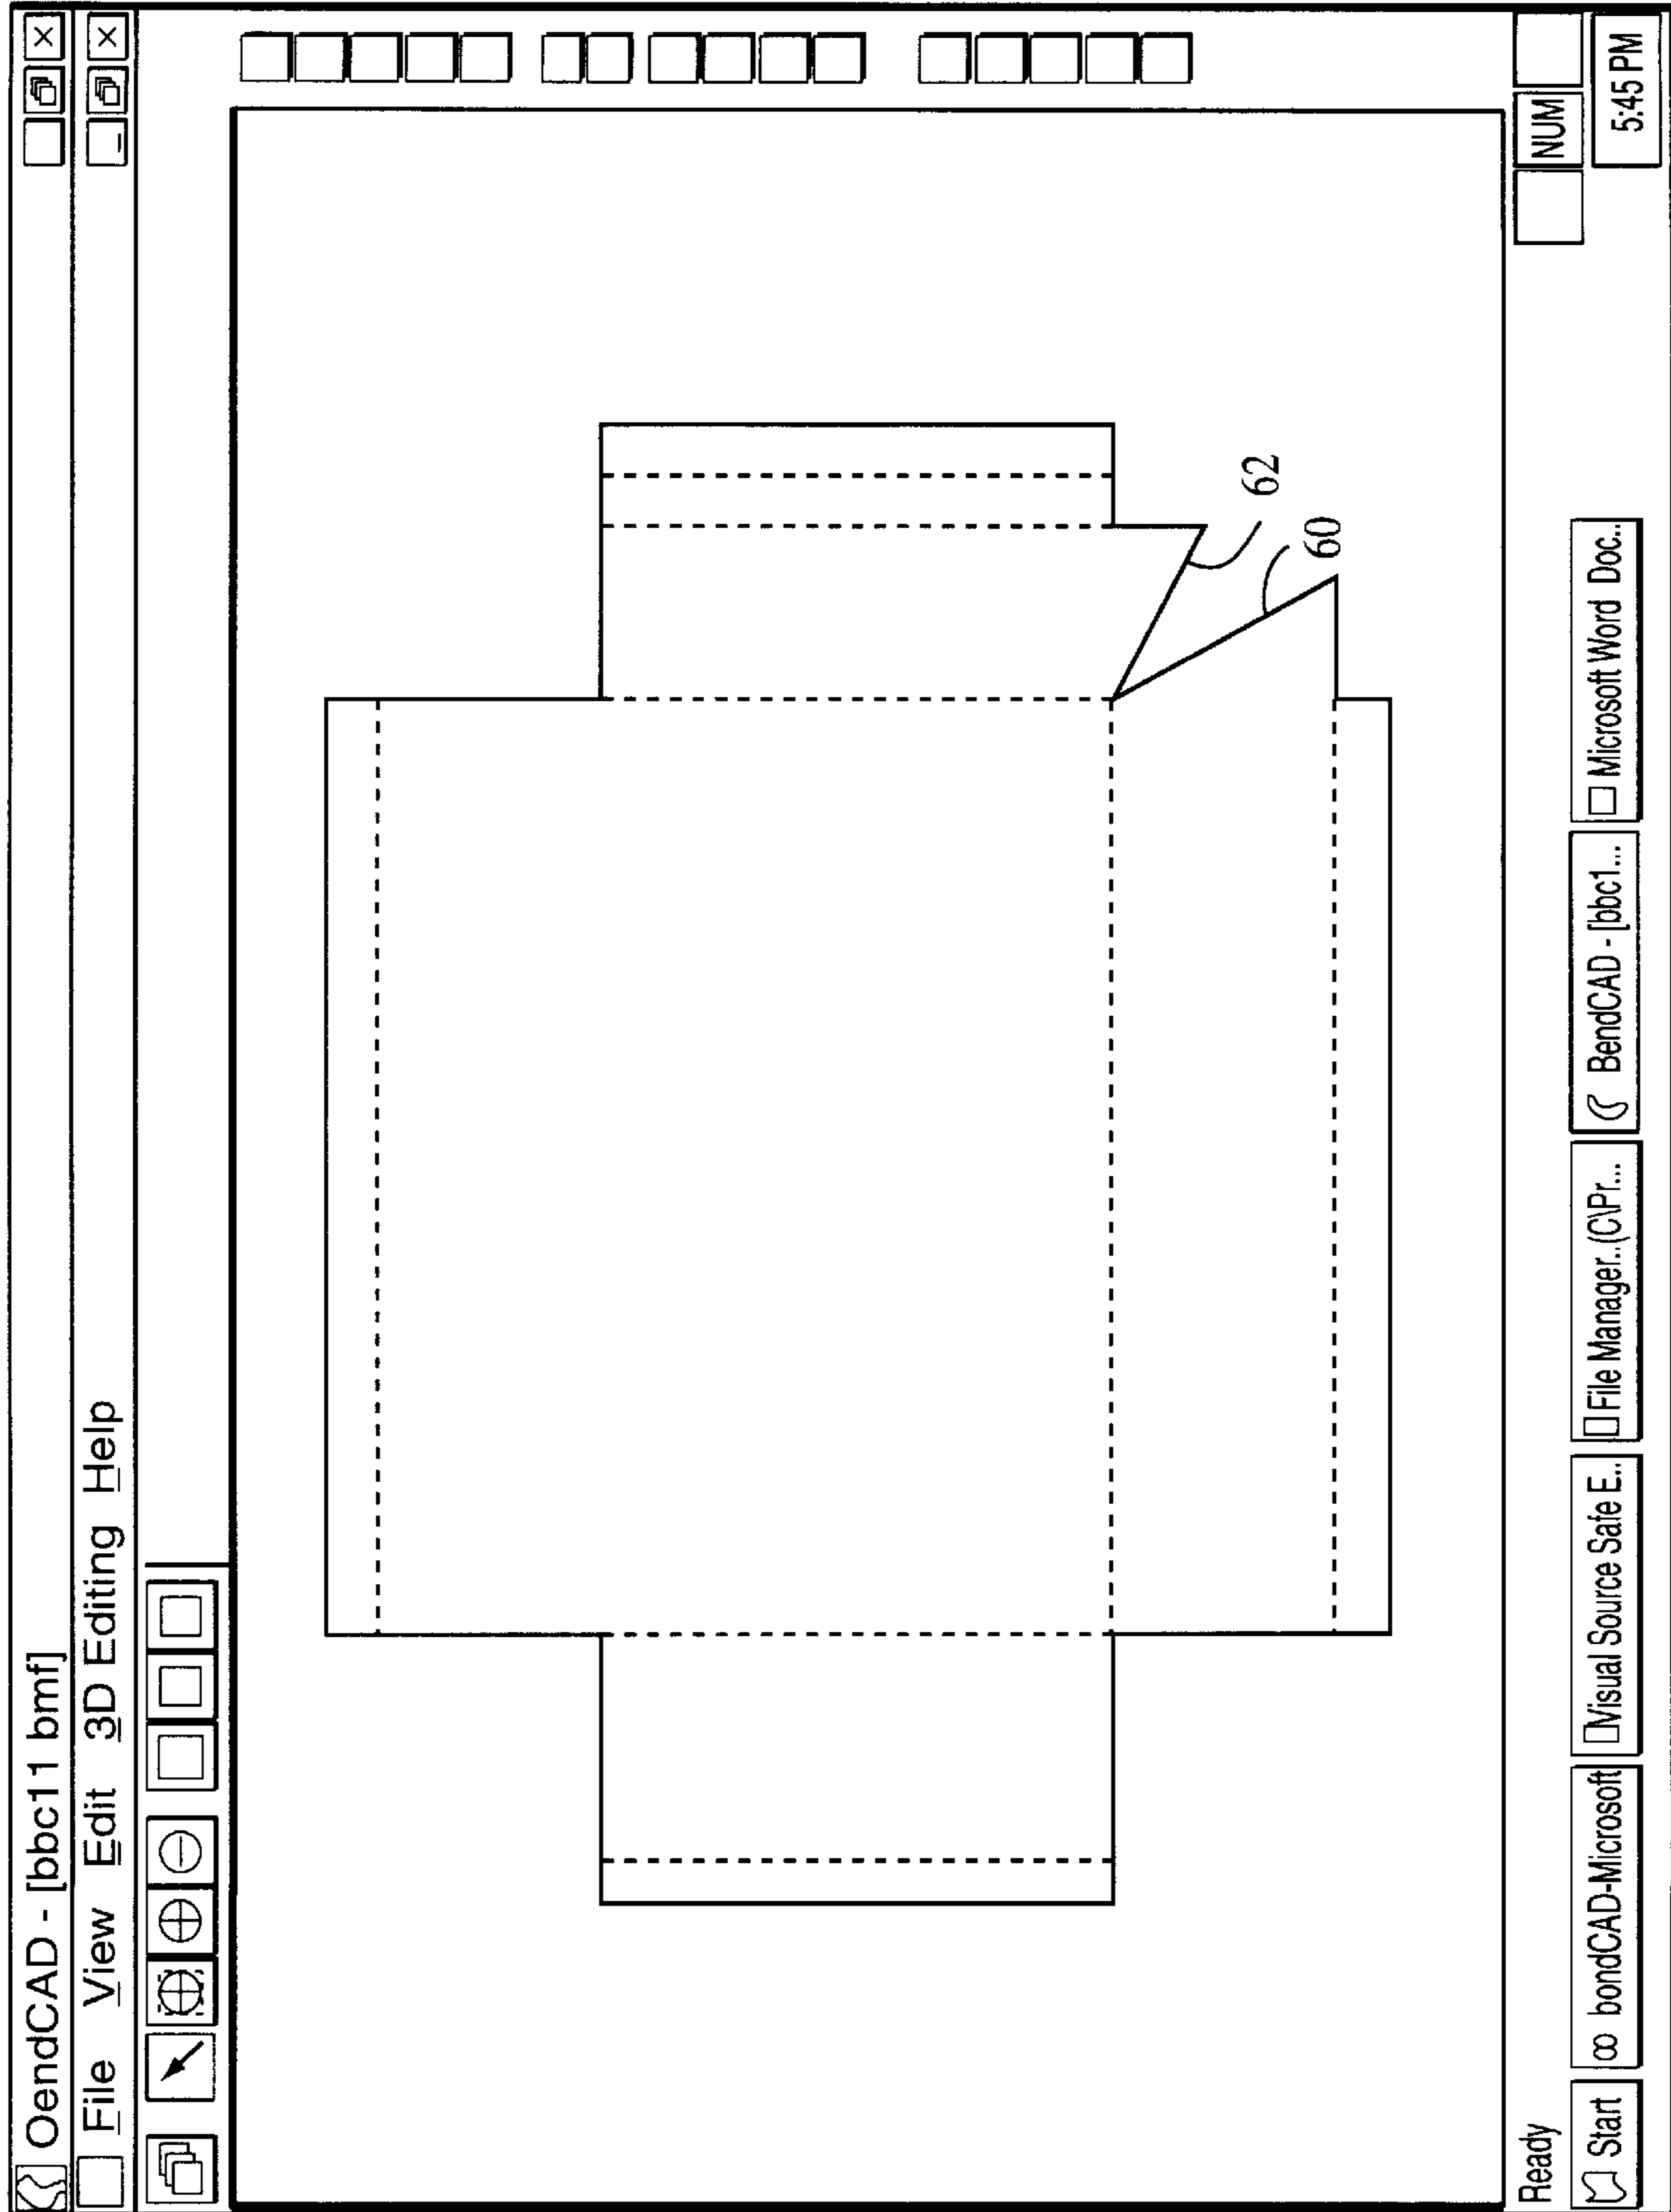 OendCAD - [bbc11 bmf]
File View Edit 3D Editing Help
62
60
Ready
NUM
Start
bondCAD-Microsoft
Visual Source Safe E..
File Manager..(C\Pr...
BendCAD - [bbc1...
Microsoft Word Doc..
5:45 PM